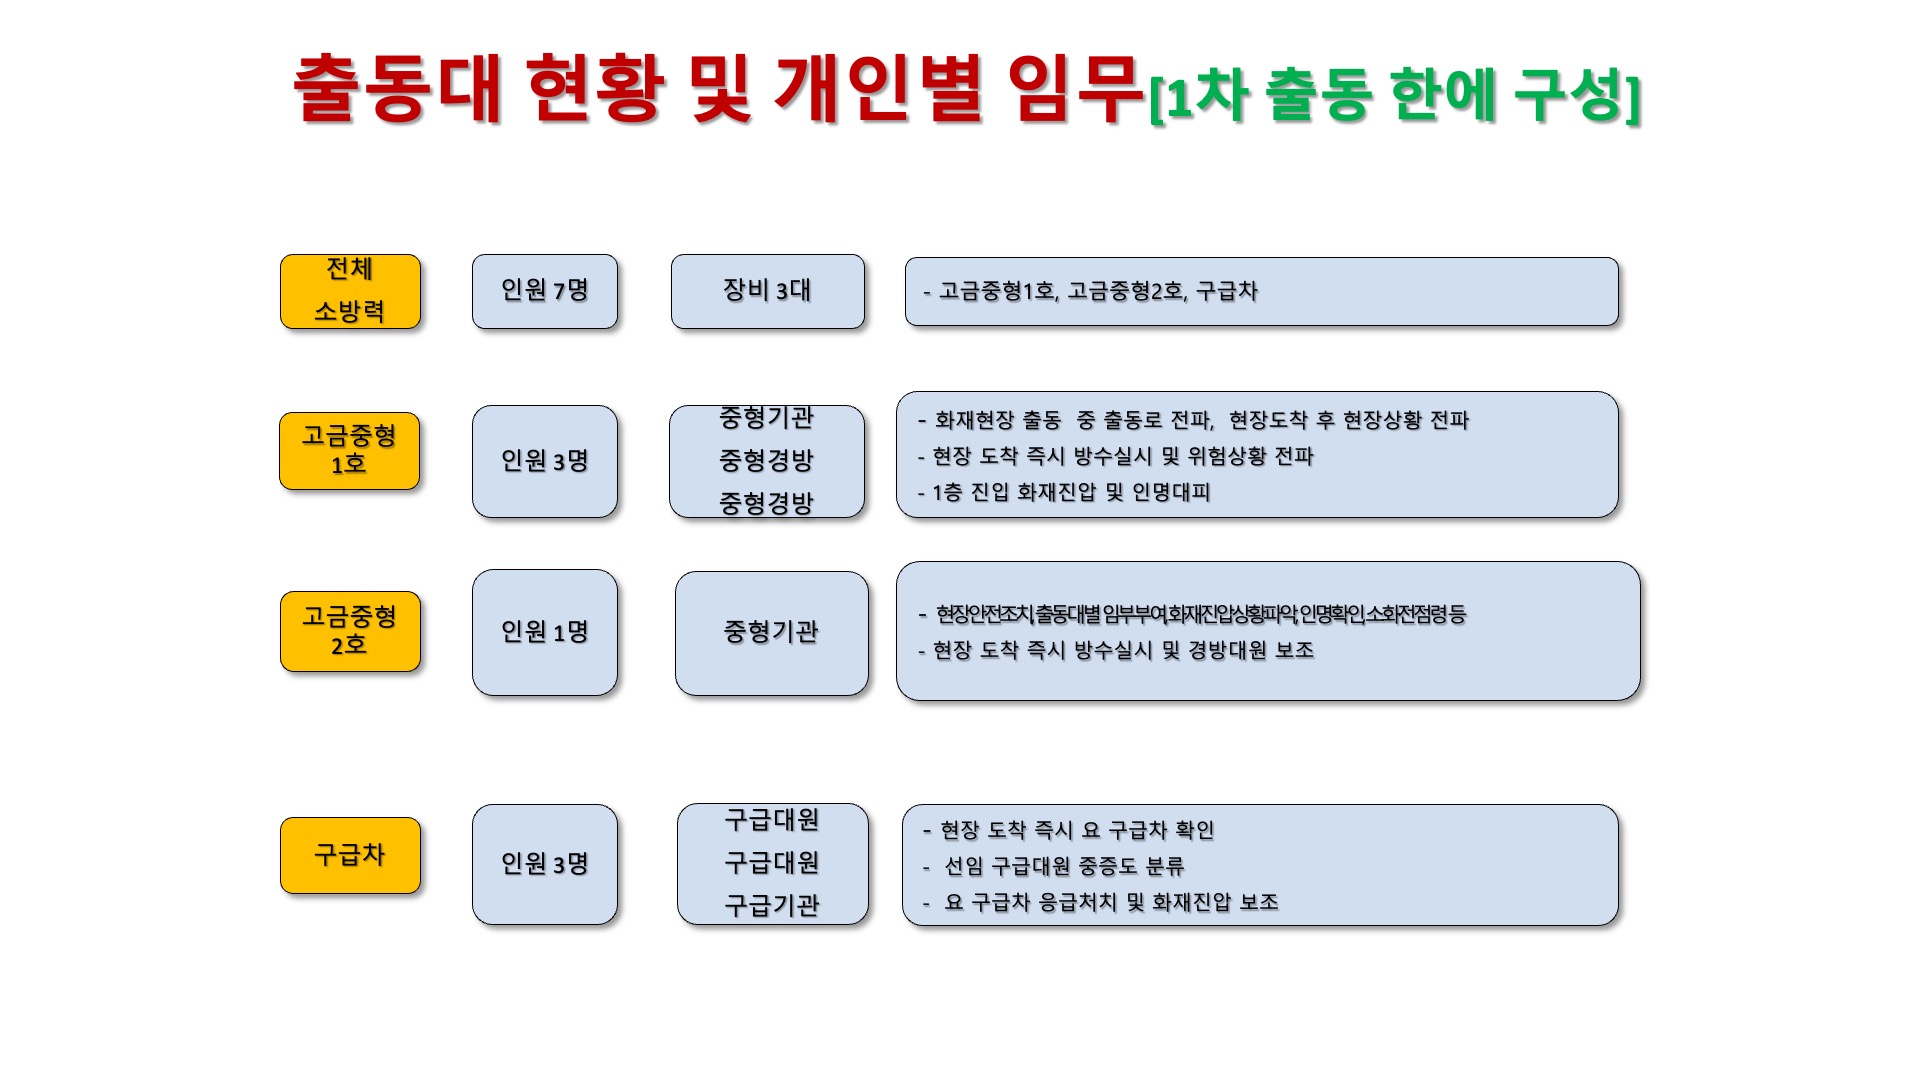 출동대 현황 및 개인별 임무[1차 출동 한에 구성]
전체
소방력
인원 7명
장비 3대
- 고금중형1호, 고금중형2호, 구급차
고금중형
1호
인원 3명
중형기관
중형경방
중형경방
- 화재현장 출동 중 출동로 전파, 현장도착 후 현장상황 전파
- 현장 도착 즉시 방수실시 및 위험상황 전파
- 1층 진입 화재진압 및 인명대피
고금중형
2호
인원 1명
중형기관
- 현장안전조치, 출동대별 임부부여, 화재진압상황파악, 인명확인, 소화전점령 등
- 현장 도착 즉시 방수실시 및 경방대원 보조
구급차
인원 3명
구급대원
구급대원
구급기관
- 현장 도착 즉시 요 구급차 확인
- 선임 구급대원 중증도 분류
- 요 구급차 응급처치 및 화재진압 보조